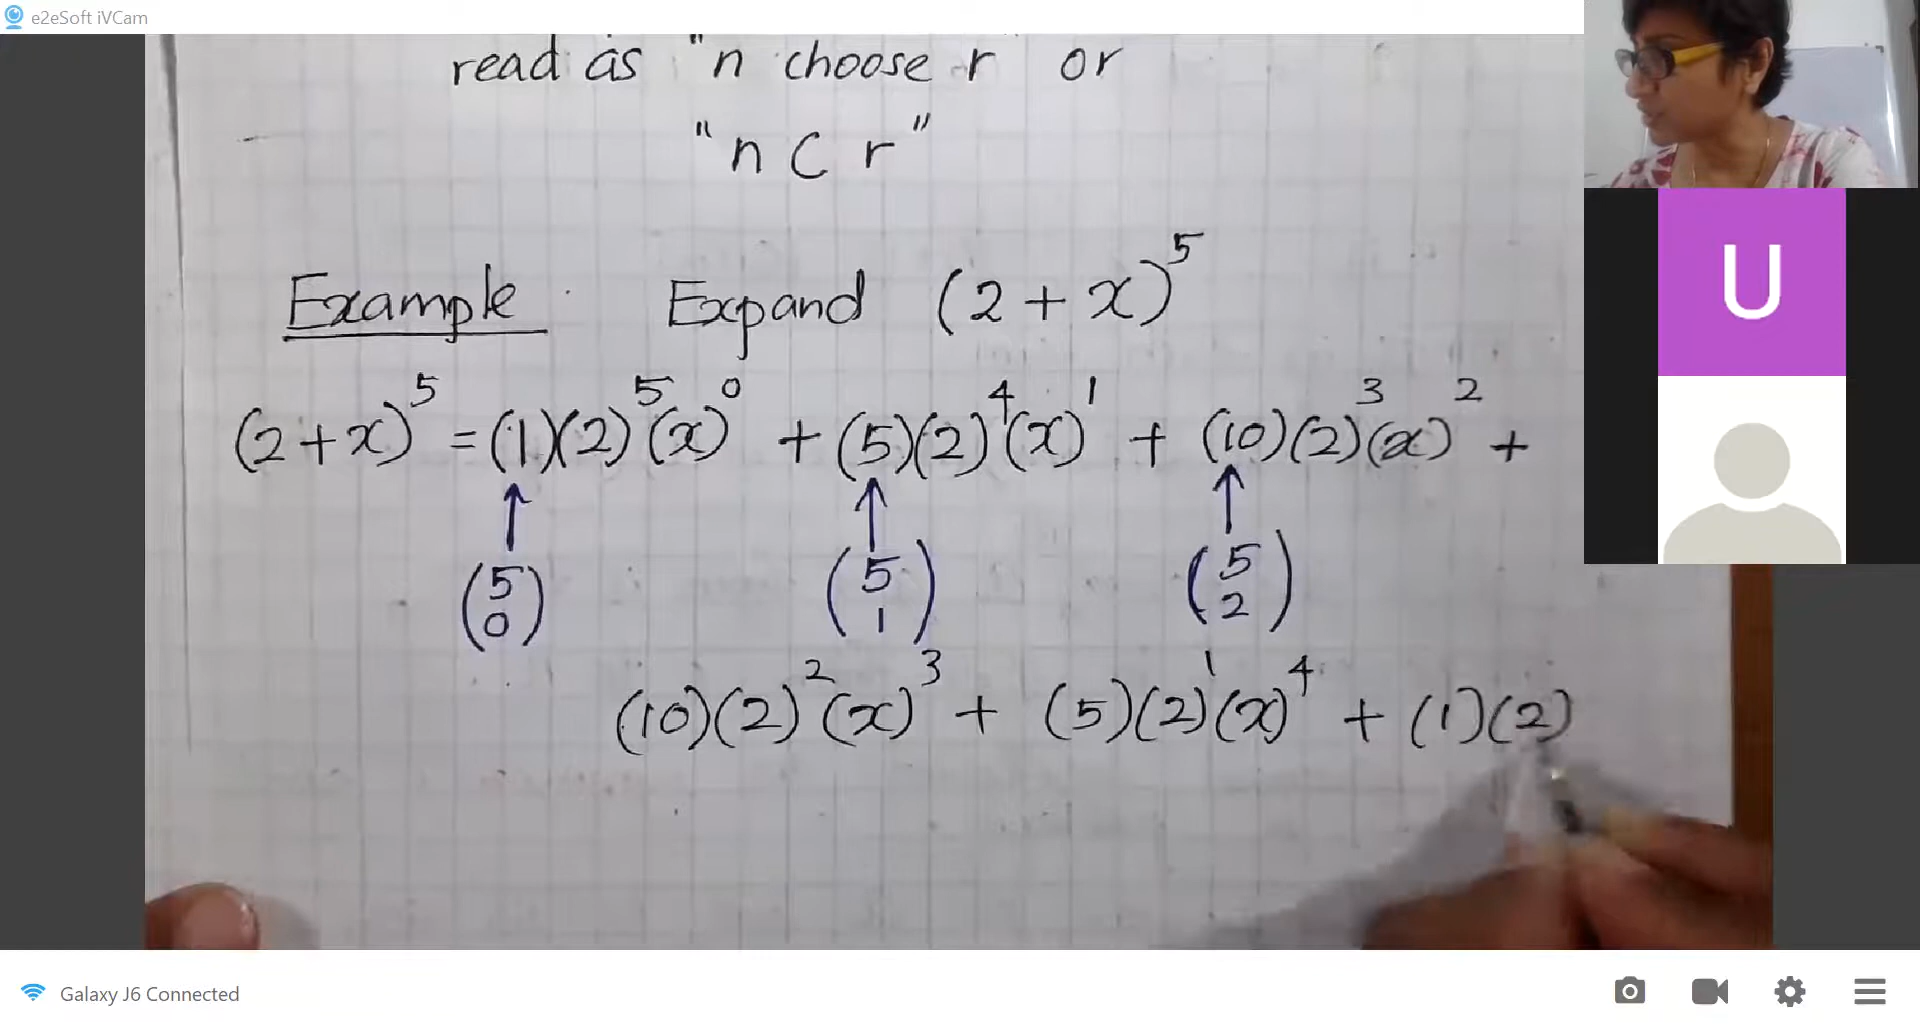 e2eSoft iVCam
read as "n choose r" or
"n C r"
Example Expand (2 + x)⁵
(2 + x)⁵ = (1)(2)⁵(x)⁰ + (5)(2)⁴(x)¹ + (10)(2)³(x)² +
(5 0) (5 1) (5 2)
(10)(2)²(x)³ + (5)(2)¹(x)⁴ + (1)(2)
U
Galaxy J6 Connected